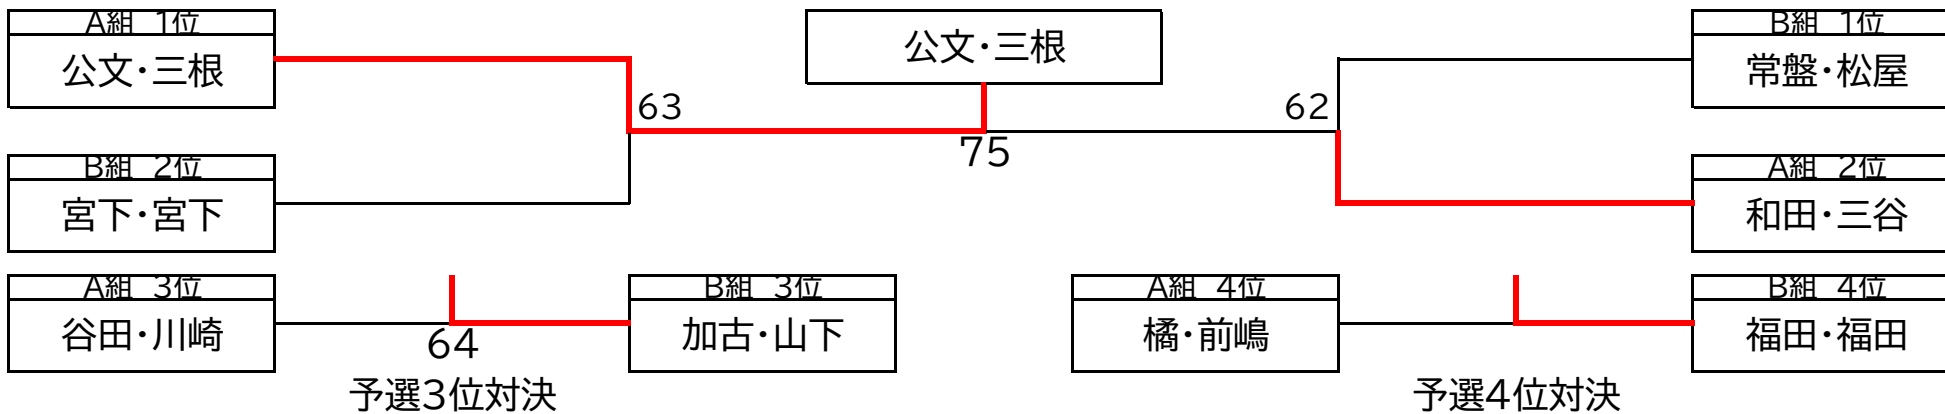 A組 1位
公文・三根
公文・三根
B組 1位
常盤・松屋
63
62
75
B組 2位
宮下・宮下
A組 2位
和田・三谷
A組 3位
谷田・川崎
64
B組 3位
加古・山下
予選3位対決
A組 4位
橘・前嶋
B組 4位
福田・福田
予選4位対決